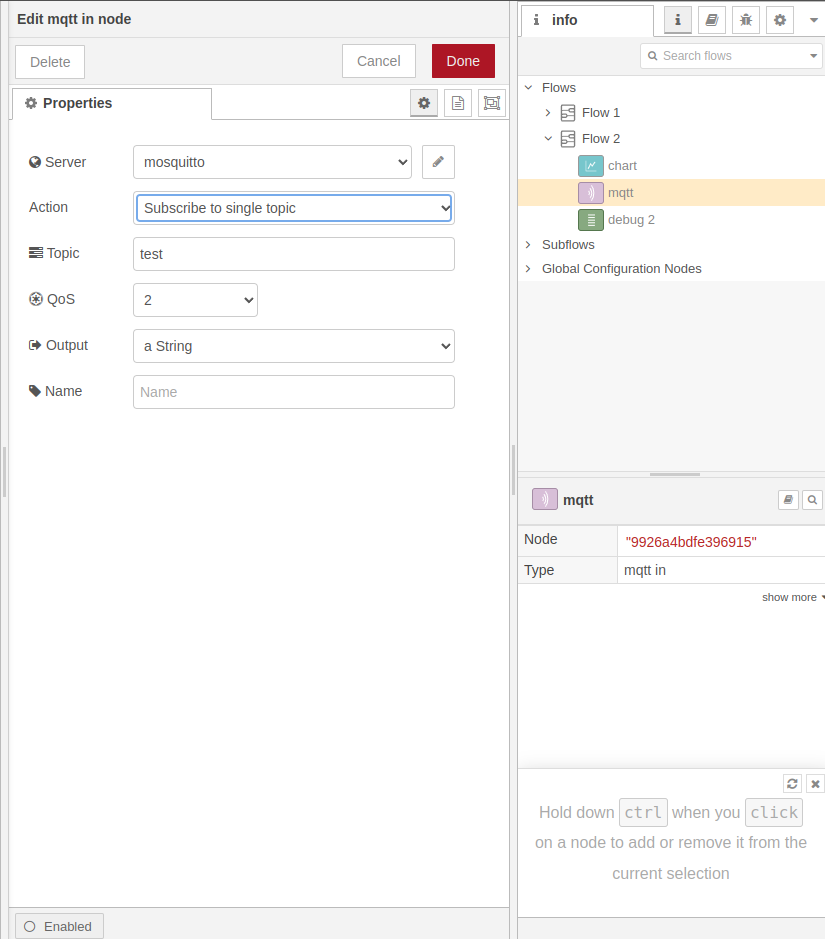 Edit mqtt in node
Delete
Cancel
Done
Properties
Server
mosquitto
Action
Subscribe to single topic
Topic
test
QoS
2
Output
a String
Name
Name
Enabled
info
Search flows
Flows
Flow 1
Flow 2
chart
mqtt
debug 2
Subflows
Global Configuration Nodes
mqtt
Node
"9926a4bdfe396915"
Type
mqtt in
show more
Hold down ctrl when you click
on a node to add or remove it from the
current selection